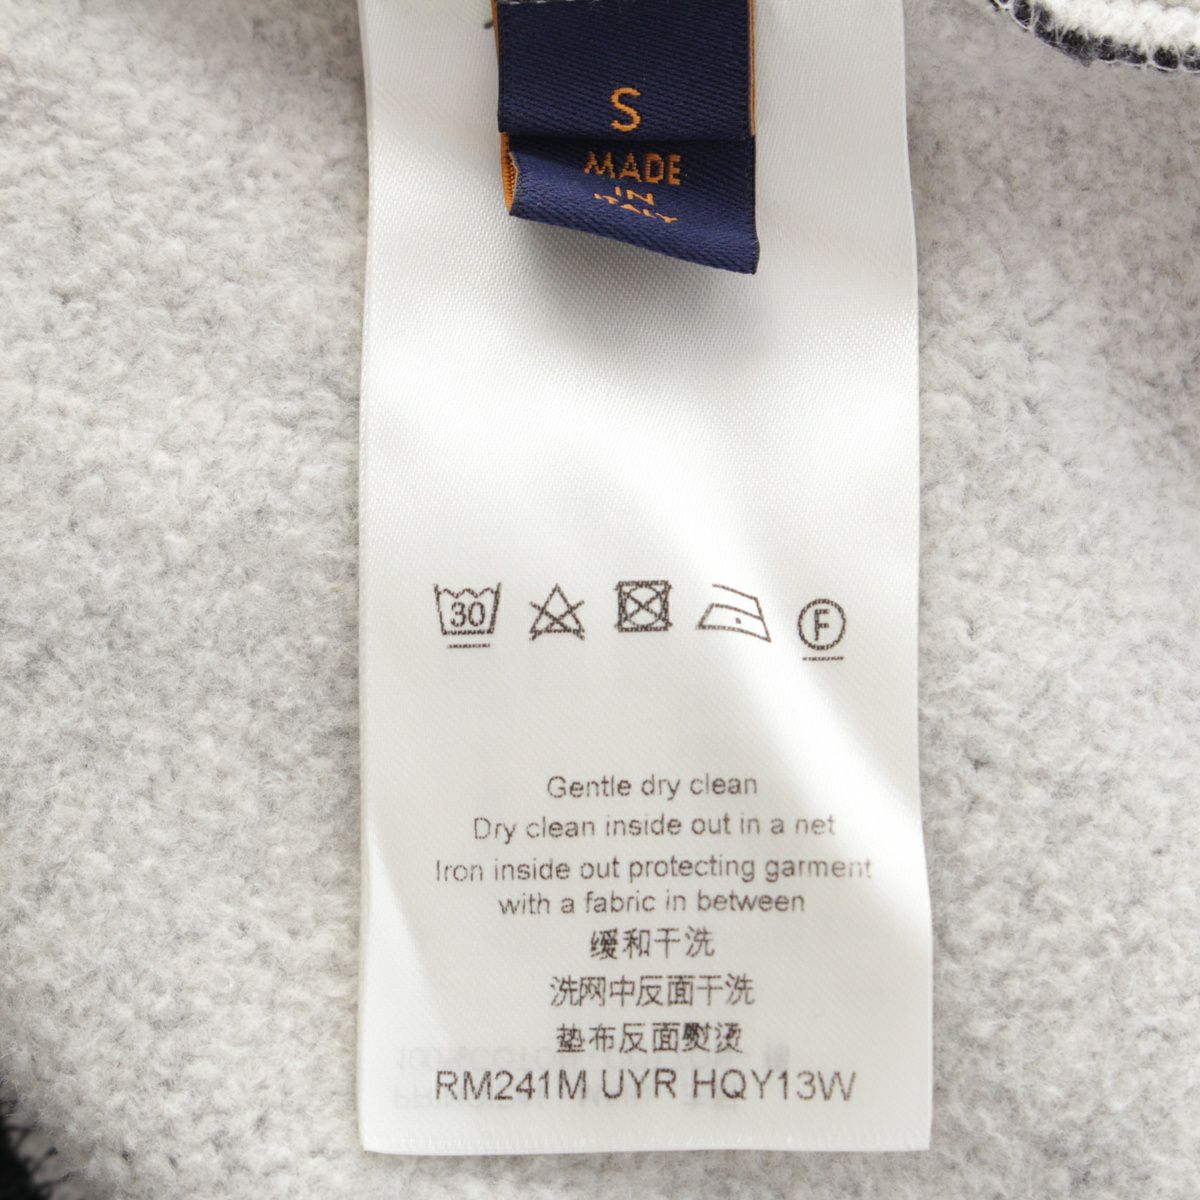 S
MADE
IN
ITALY
30
F
Gentle dry clean
Dry clean inside out in a net
Iron inside out protecting garment
with a fabric in between
缓和干洗
洗网中反面干洗
垫布反面熨烫
RM241M UYR HQY13W